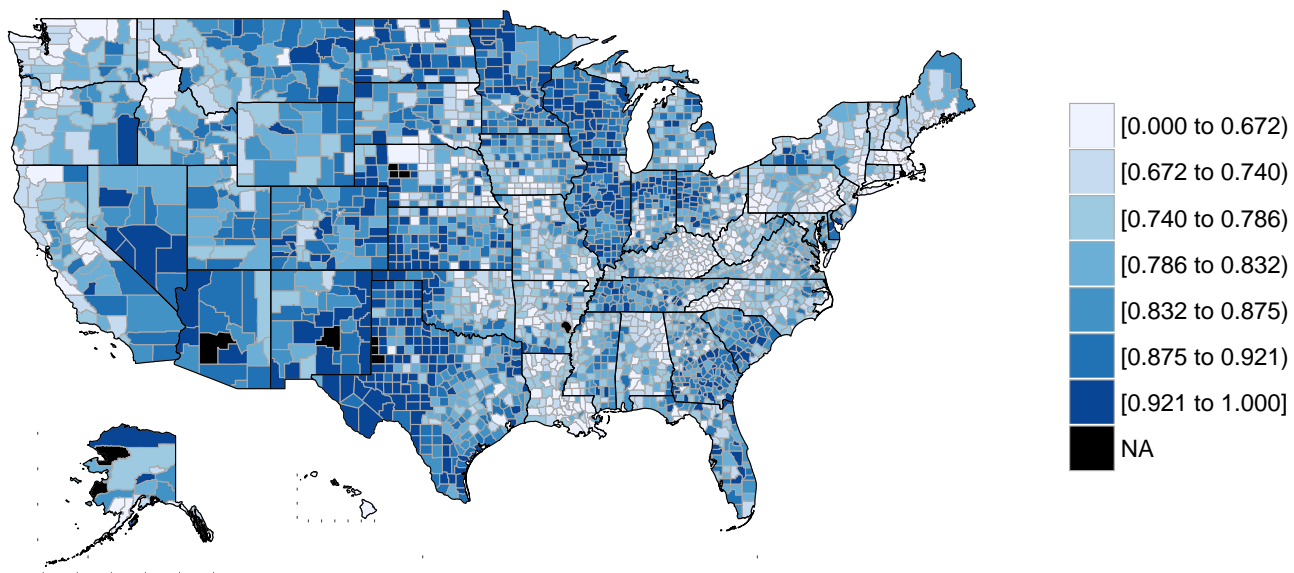 [0.000 to 0.672)
[0.672 to 0.740)
[0.740 to 0.786)
[0.786 to 0.832)
[0.832 to 0.875)
[0.875 to 0.921)
[0.921 to 1.000]
NA